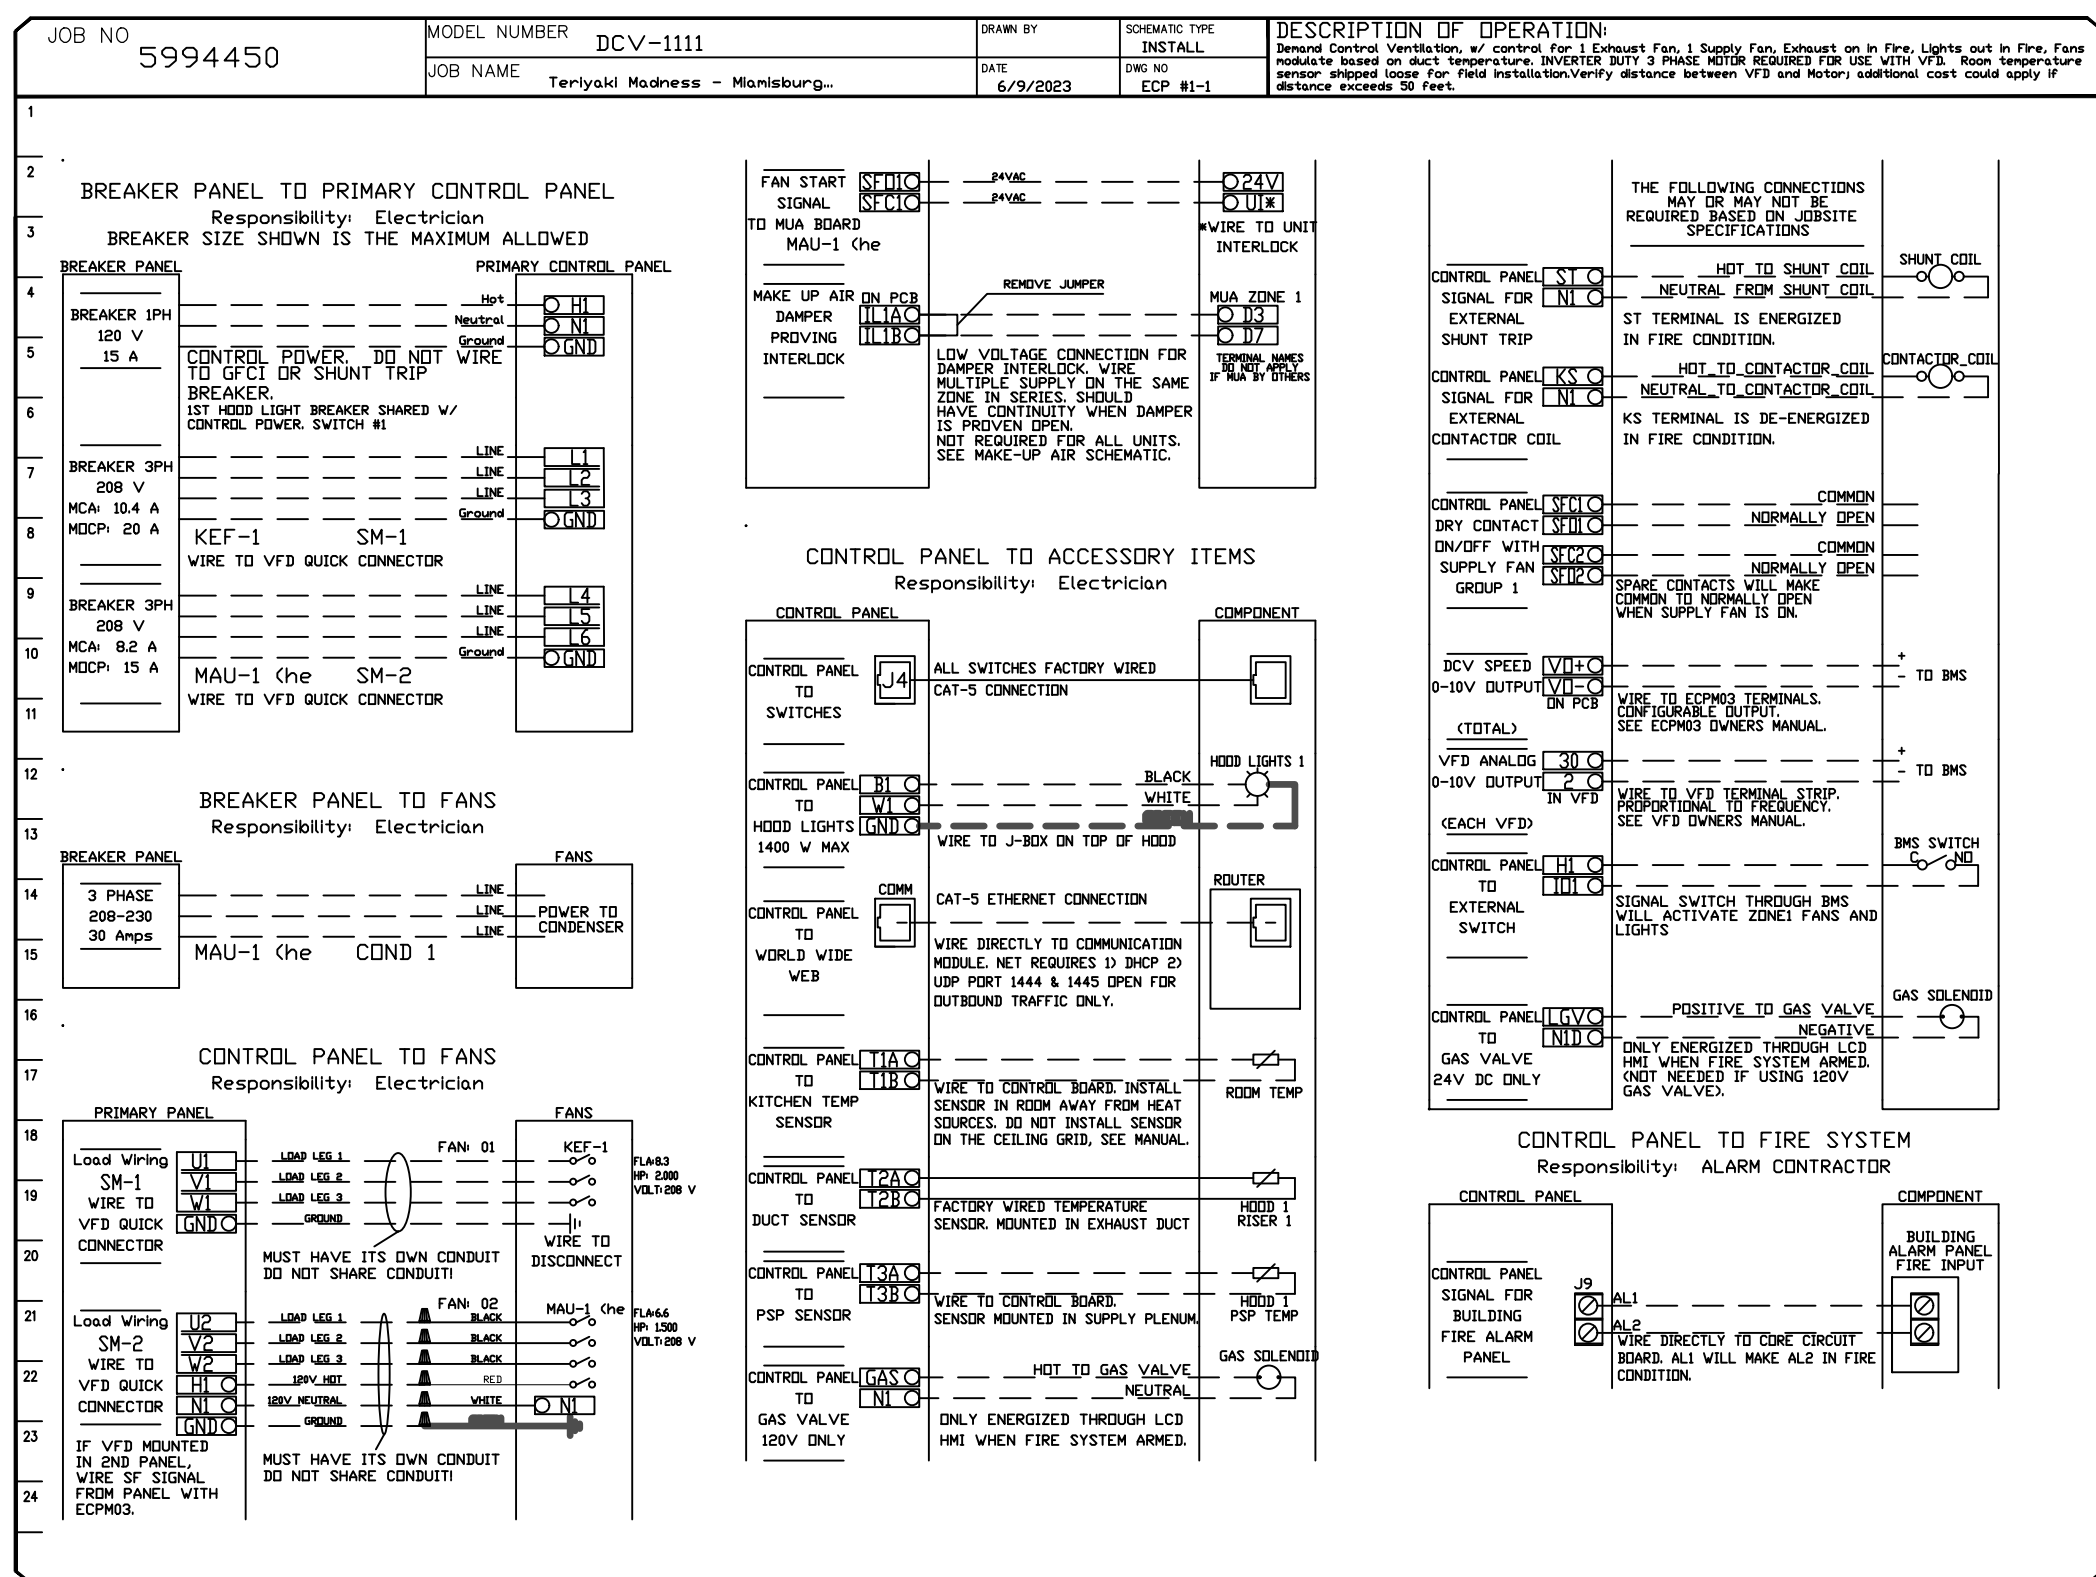 JOB NO 5994450
MODEL NUMBER DCV-1111
JOB NAME Teriyaki Madness - Miamisburg...
DRAWN BY
DATE 6/9/2023
SCHEMATIC TYPE INSTALL
DWG NO ECP #1-1
DESCRIPTION OF OPERATION:
Demand Control Ventilation, w/ control for 1 Exhaust Fan, 1 Supply Fan, Exhaust on in Fire, Lights out in Fire, Fans
modulate based on duct temperature. INVERTER DUTY 3 PHASE MOTOR REQUIRED FOR USE WITH VFD. Room temperature
sensor shipped loose for field installation.Verify distance between VFD and Motor; additional cost could apply if
distance exceeds 50 feet.
1
2
3
4
5
6
7
8
9
10
11
12
13
14
15
16
17
18
19
20
21
22
23
24
BREAKER PANEL TO PRIMARY CONTROL PANEL
Responsibility: Electrician
BREAKER SIZE SHOWN IS THE MAXIMUM ALLOWED
BREAKER PANEL
PRIMARY CONTROL PANEL
BREAKER 1PH
120 V
15 A
Hot H1
Neutral N1
Ground GND
CONTROL POWER. DO NOT WIRE
TO GFCI OR SHUNT TRIP
BREAKER.
1ST HOOD LIGHT BREAKER SHARED W/
CONTROL POWER. SWITCH #1
BREAKER 3PH
208 V
MCA: 10.4 A
MOCP: 20 A
LINE L1
LINE L2
LINE L3
Ground GND
KEF-1 SM-1
WIRE TO VFD QUICK CONNECTOR
BREAKER 3PH
208 V
MCA: 8.2 A
MOCP: 15 A
LINE L4
LINE L5
LINE L6
Ground GND
MAU-1 (he SM-2
WIRE TO VFD QUICK CONNECTOR
BREAKER PANEL TO FANS
Responsibility: Electrician
BREAKER PANEL
FANS
3 PHASE
208-230
30 Amps
LINE
LINE
LINE
POWER TO
CONDENSER
MAU-1 (he COND 1
CONTROL PANEL TO FANS
Responsibility: Electrician
PRIMARY PANEL
FANS
Load Wiring
SM-1
WIRE TO
VFD QUICK
CONNECTOR
U1
V1
W1
GND
LOAD LEG 1
LOAD LEG 2
LOAD LEG 3
GROUND
FAN: 01
KEF-1
FLA:8.3
HP: 2.000
VOLT:208 V
WIRE TO
DISCONNECT
MUST HAVE ITS OWN CONDUIT
DO NOT SHARE CONDUIT!
Load Wiring
SM-2
WIRE TO
VFD QUICK
CONNECTOR
U2
V2
W2
H1
N1
GND
LOAD LEG 1
LOAD LEG 2
LOAD LEG 3
120V HOT
120V NEUTRAL
GROUND
FAN: 02
BLACK
BLACK
BLACK
RED
WHITE
MAU-1 (he
N1
FLA:6.6
HP: 1.500
VOLT:208 V
IF VFD MOUNTED
IN 2ND PANEL,
WIRE SF SIGNAL
FROM PANEL WITH
ECPM03.
MUST HAVE ITS OWN CONDUIT
DO NOT SHARE CONDUIT!
FAN START
SIGNAL
TO MUA BOARD
MAU-1 (he
SFO1
SFC1
24VAC
24VAC
24V
U1*
*WIRE TO UNIT
INTERLOCK
MAKE UP AIR
DAMPER
PROVING
INTERLOCK
ON PCB
IL1A
IL1B
REMOVE JUMPER
MUA ZONE 1
D3
D7
TERMINAL NAMES
DO NOT APPLY
IF MUA BY OTHERS
LOW VOLTAGE CONNECTION FOR
DAMPER INTERLOCK. WIRE
MULTIPLE SUPPLY ON THE SAME
ZONE IN SERIES. SHOULD
HAVE CONTINUITY WHEN DAMPER
IS PROVEN OPEN.
NOT REQUIRED FOR ALL UNITS.
SEE MAKE-UP AIR SCHEMATIC.
CONTROL PANEL TO ACCESSORY ITEMS
Responsibility: Electrician
CONTROL PANEL
COMPONENT
CONTROL PANEL
TO
SWITCHES
J4
ALL SWITCHES FACTORY WIRED
CAT-5 CONNECTION
CONTROL PANEL
TO
HOOD LIGHTS
1400 W MAX
B1
W1
GND
BLACK
WHITE
HOOD LIGHTS 1
WIRE TO J-BOX ON TOP OF HOOD
CONTROL PANEL
TO
WORLD WIDE
WEB
COMM
CAT-5 ETHERNET CONNECTION
ROUTER
WIRE DIRECTLY TO COMMUNICATION
MODULE. NET REQUIRES 1) DHCP 2)
UDP PORT 1444 & 1445 OPEN FOR
OUTBOUND TRAFFIC ONLY.
CONTROL PANEL
TO
KITCHEN TEMP
SENSOR
T1A
T1B
ROOM TEMP
WIRE TO CONTROL BOARD. INSTALL
SENSOR IN ROOM AWAY FROM HEAT
SOURCES. DO NOT INSTALL SENSOR
ON THE CEILING GRID, SEE MANUAL.
CONTROL PANEL
TO
DUCT SENSOR
T2A
T2B
FACTORY WIRED TEMPERATURE
SENSOR. MOUNTED IN EXHAUST DUCT
HOOD 1
RISER 1
CONTROL PANEL
TO
PSP SENSOR
T3A
T3B
WIRE TO CONTROL BOARD.
SENSOR MOUNTED IN SUPPLY PLENUM.
HOOD 1
PSP TEMP
CONTROL PANEL
TO
GAS VALVE
120V ONLY
GAS
N1
HOT TO GAS VALVE
NEUTRAL
GAS SOLENOID
ONLY ENERGIZED THROUGH LCD
HMI WHEN FIRE SYSTEM ARMED.
THE FOLLOWING CONNECTIONS
MAY OR MAY NOT BE
REQUIRED BASED ON JOBSITE
SPECIFICATIONS
CONTROL PANEL
SIGNAL FOR
EXTERNAL
SHUNT TRIP
ST
N1
HOT TO SHUNT COIL
NEUTRAL FROM SHUNT COIL
SHUNT COIL
ST TERMINAL IS ENERGIZED
IN FIRE CONDITION.
CONTROL PANEL
SIGNAL FOR
EXTERNAL
CONTACTOR COIL
KS
N1
HOT_TO_CONTACTOR_COIL
NEUTRAL_TO_CONTACTOR_COIL
CONTACTOR_COIL
KS TERMINAL IS DE-ENERGIZED
IN FIRE CONDITION.
CONTROL PANEL
DRY CONTACT
ON/OFF WITH
SUPPLY FAN
GROUP 1
SFC1
SFO1
SFC2
SFO2
COMMON
NORMALLY OPEN
COMMON
NORMALLY OPEN
SPARE CONTACTS WILL MAKE
COMMON TO NORMALLY OPEN
WHEN SUPPLY FAN IS ON.
DCV SPEED
0-10V OUTPUT
(TOTAL)
VO+
VO-
ON PCB
+
- TO BMS
WIRE TO ECPM03 TERMINALS.
CONFIGURABLE OUTPUT.
SEE ECPM03 OWNERS MANUAL.
VFD ANALOG
0-10V OUTPUT
(EACH VFD)
30
2
IN VFD
+
- TO BMS
WIRE TO VFD TERMINAL STRIP.
PROPORTIONAL TO FREQUENCY.
SEE VFD OWNERS MANUAL.
CONTROL PANEL
TO
EXTERNAL
SWITCH
H1
IO1
BMS SWITCH
C NO
SIGNAL SWITCH THROUGH BMS
WILL ACTIVATE ZONE1 FANS AND
LIGHTS
CONTROL PANEL
TO
GAS VALVE
24V DC ONLY
LGV
N1D
POSITIVE TO GAS VALVE
NEGATIVE
GAS SOLENOID
ONLY ENERGIZED THROUGH LCD
HMI WHEN FIRE SYSTEM ARMED.
(NOT NEEDED IF USING 120V
GAS VALVE).
CONTROL PANEL TO FIRE SYSTEM
Responsibility: ALARM CONTRACTOR
CONTROL PANEL
COMPONENT
CONTROL PANEL
SIGNAL FOR
BUILDING
FIRE ALARM
PANEL
J9
AL1
AL2
BUILDING
ALARM PANEL
FIRE INPUT
WIRE DIRECTLY TO CORE CIRCUIT
BOARD. AL1 WILL MAKE AL2 IN FIRE
CONDITION.